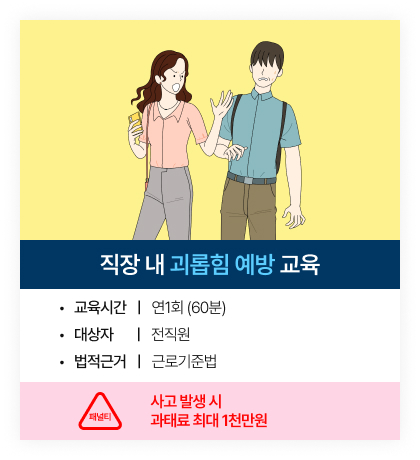 직장 내 괴롭힘 예방 교육
• 교육시간 | 연1회 (60분)
• 대상자 | 전직원
• 법적근거 | 근로기준법
패널티
사고 발생 시
과태료 최대 1천만원